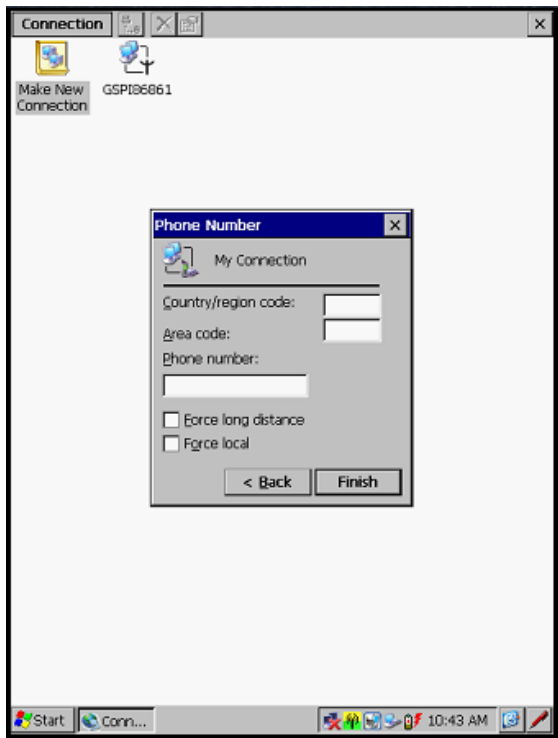 Connection
Make New
Connection
GSPI86861
Phone Number
My Connection
Country/region code:
Area code:
Phone number:
Force long distance
Force local
< Back
Finish
Start
Conn...
10:43 AM